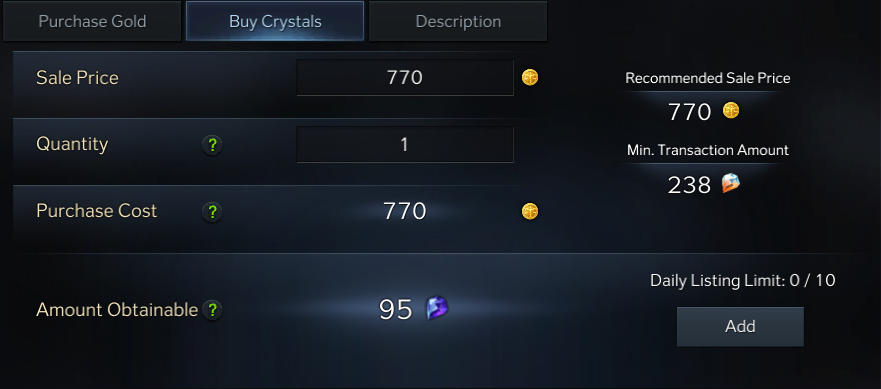 Purchase Gold
Buy Crystals
Description
Sale Price
770
Recommended Sale Price
770
Quantity
?
1
Min. Transaction Amount
238
Purchase Cost
?
770
Daily Listing Limit: 0 / 10
Amount Obtainable
?
95
Add